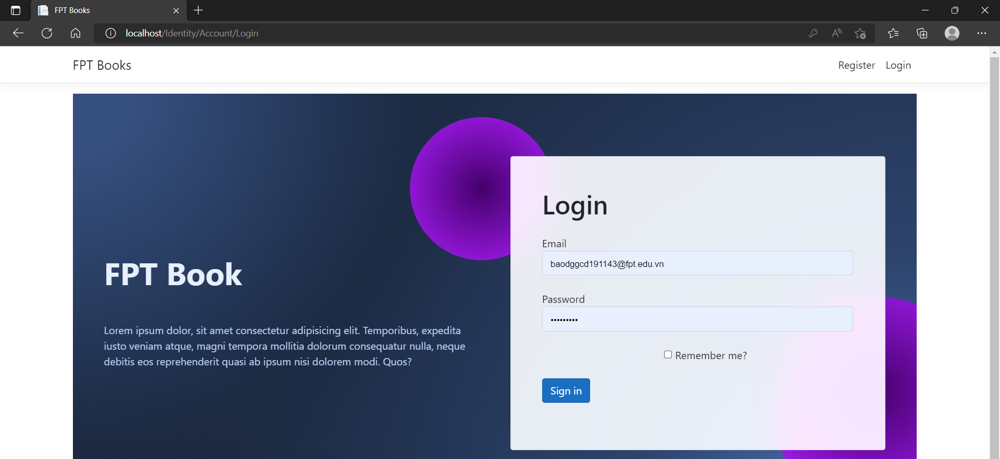 FPT Books
localhost/Identity/Account/Login
FPT Books
Register Login
FPT Book
Lorem ipsum dolor, sit amet consectetur adipisicing elit. Temporibus, expedita
iusto veniam atque, magni tempora mollitia dolorum consequatur nulla, neque
debitis eos reprehenderit quasi ab ipsum nisi dolorem modi. Quos?
Login
Email
baodggcd191143@fpt.edu.vn
Password
•••••••••
Remember me?
Sign in